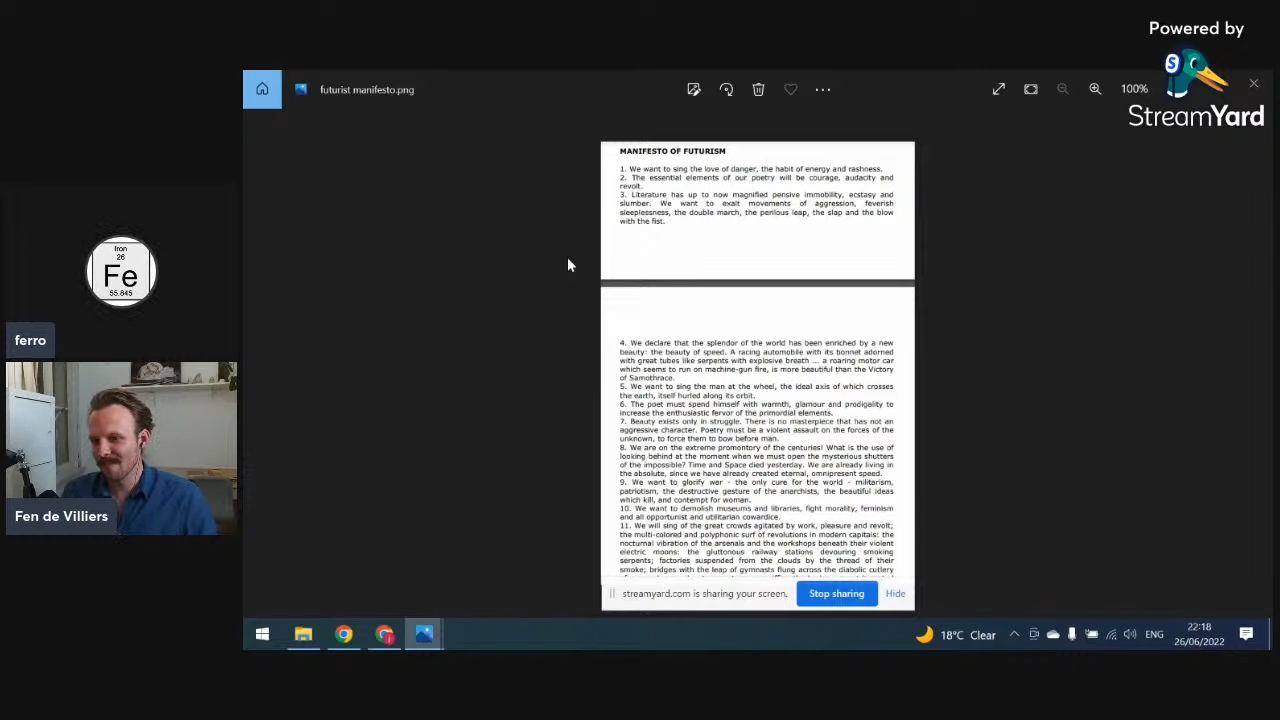 Powered by
S
StreamYard
futurist manifesto.png
100%
MANIFESTO OF FUTURISM
1. We want to sing the love of danger, the habit of energy and rashness.
2. The essential elements of our poetry will be courage, audacity and
revolt.
3. Literature has up to now magnified pensive immobility, ecstasy and
slumber. We want to exalt movements of aggression, feverish
sleeplessness, the double march, the perilous leap, the slap and the blow
with the fist.
Iron
26
Fe
55.845
ferro
4. We declare that the splendor of the world has been enriched by a new
beauty: the beauty of speed. A racing automobile with its bonnet adorned
with great tubes like serpents with explosive breath ... a roaring motor car
which seems to run on machine-gun fire, is more beautiful than the Victory
of Samothrace.
5. We want to sing the man at the wheel, the ideal axis of which crosses
the earth, itself hurled along its orbit.
6. The poet must spend himself with warmth, glamour and prodigality to
increase the enthusiastic fervor of the primordial elements.
7. Beauty exists only in struggle. There is no masterpiece that has not an
aggressive character. Poetry must be a violent assault on the forces of the
unknown, to force them to bow before man.
8. We are on the extreme promontory of the centuries! What is the use of
looking behind at the moment when we must open the mysterious shutters
of the impossible? Time and Space died yesterday. We are already living in
the absolute, since we have already created eternal, omnipresent speed.
9. We want to glorify war - the only cure for the world - militarism,
patriotism, the destructive gesture of the anarchists, the beautiful ideas
which kill, and contempt for woman.
10. We want to demolish museums and libraries, fight morality, feminism
and all opportunist and utilitarian cowardice.
11. We will sing of the great crowds agitated by work, pleasure and revolt;
the multi-colored and polyphonic surf of revolutions in modern capitals: the
nocturnal vibration of the arsenals and the workshops beneath their violent
electric moons: the gluttonous railway stations devouring smoking
serpents; factories suspended from the clouds by the thread of their
smoke; bridges with the leap of gymnasts flung across the diabolic cutlery
Fen de Villiers
streamyard.com is sharing your screen.
Stop sharing
Hide
18°C Clear
ENG
22:18
26/06/2022